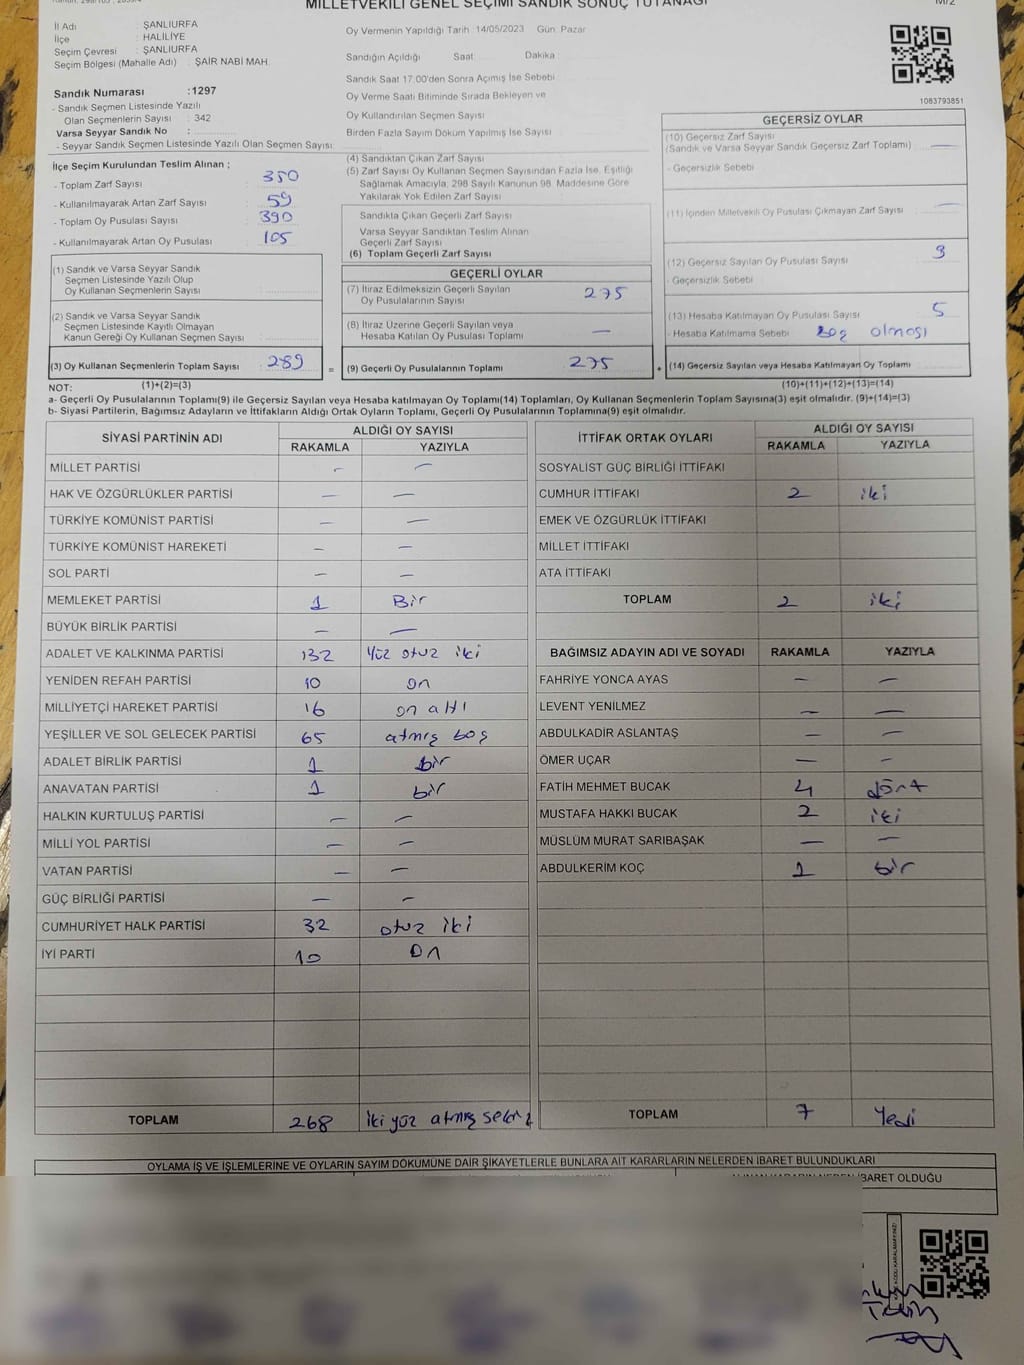 MİLLETVEKİLİ GENEL SEÇİMİ SANDIK SONUÇ TUTANAĞI
M/2
İl Adı : ŞANLIURFA
İlçe : HALİLİYE
Seçim Çevresi : ŞANLIURFA
Seçim Bölgesi (Mahalle Adı) : ŞAİR NABİ MAH.
Oy Vermenin Yapıldığı Tarih :14/05/2023 Gün: Pazar
Sandığın Açıldığı Saat: Dakika
Sandık Saat 17:00'den Sonra Açımış İse Sebebi
Oy Verme Saati Bitiminde Sırada Bekleyen ve
Oy Kullandırılan Seçmen Sayısı
Birden Fazla Sayım Döküm Yapılmış İse Sayısı
Sandık Numarası :1297
- Sandık Seçmen Listesinde Yazılı
Olan Seçmenlerin Sayısı : 342
Varsa Seyyar Sandık No :
- Seyyar Sandık Seçmen Listesinde Yazılı Olan Seçmen Sayısı:
1083793851
İlçe Seçim Kurulundan Teslim Alınan ;
- Toplam Zarf Sayısı : 350
- Kullanılmayarak Artan Zarf Sayısı : 59
- Toplam Oy Pusulası Sayısı : 390
- Kullanılmayarak Artan Oy Pusulası : 105
(1) Sandık ve Varsa Seyyar Sandık
Seçmen Listesinde Yazılı Olup
Oy Kullanan Seçmenlerin Sayısı
(2) Sandık ve Varsa Seyyar Sandık
Seçmen Listesinde Kayıtlı Olmayan
Kanun Gereği Oy Kullanan Seçmen Sayısı
(3) Oy Kullanan Seçmenlerin Toplam Sayısı : 289
(4) Sandıktan Çıkan Zarf Sayısı
(5) Zarf Sayısı Oy Kullanan Seçmen Sayısından Fazla İse, Eşitliği
Sağlamak Amacıyla, 298 Sayılı Kanunun 98. Maddesine Göre
Yakılarak Yok Edilen Zarf Sayısı
Sandıkta Çıkan Geçerli Zarf Sayısı
Varsa Seyyar Sandıktan Teslim Alınan
Geçerli Zarf Sayısı
(6) Toplam Geçerli Zarf Sayısı
GEÇERLİ OYLAR
(7) İtiraz Edilmeksizin Geçerli Sayılan
Oy Pusulalarının Sayısı 275
(8) İtiraz Üzerine Geçerli Sayılan veya
Hesaba Katılan Oy Pusulası Toplamı —
= (9) Geçerli Oy Pusulalarının Toplamı 275
GEÇERSİZ OYLAR
(10) Geçersiz Zarf Sayısı
(Sandık ve Varsa Seyyar Sandık Geçersiz Zarf Toplamı) : —
- Geçersizlik Sebebi
(11) İçinden Milletvekili Oy Pusulası Çıkmayan Zarf Sayısı : —
(12) Geçersiz Sayılan Oy Pusulası Sayısı : 9
- Geçersizlik Sebebi
(13) Hesaba Katılmayan Oy Pusulası Sayısı : 5
- Hesaba Katılmama Sebebi : Boş olması
+ (14) Geçersiz Sayılan veya Hesaba Katılmayan Oy Toplamı
NOT: (1)+(2)=(3) (10)+(11)+(12)+(13)=(14)
a- Geçerli Oy Pusulalarının Toplamı(9) ile Geçersiz Sayılan veya Hesaba katılmayan Oy Toplamı(14) Toplamları, Oy Kullanan Seçmenlerin Toplam Sayısına(3) eşit olmalıdır. (9)+(14)=(3)
b- Siyasi Partilerin, Bağımsız Adayların ve İttifakların Aldığı Ortak Oyların Toplamı, Geçerli Oy Pusulalarının Toplamına(9) eşit olmalıdır.
SİYASİ PARTİNİN ADI ALDIĞI OY SAYISI
RAKAMLA YAZIYLA
MİLLET PARTİSİ — —
HAK VE ÖZGÜRLÜKLER PARTİSİ — —
TÜRKİYE KOMÜNİST PARTİSİ — —
TÜRKİYE KOMÜNİST HAREKETİ — —
SOL PARTİ — —
MEMLEKET PARTİSİ 1 Bir
BÜYÜK BİRLİK PARTİSİ — —
ADALET VE KALKINMA PARTİSİ 132 Yüz otuz iki
YENİDEN REFAH PARTİSİ 10 on
MİLLİYETÇİ HAREKET PARTİSİ 16 on altı
YEŞİLLER VE SOL GELECEK PARTİSİ 65 atmış beş
ADALET BİRLİK PARTİSİ 1 bir
ANAVATAN PARTİSİ 1 bir
HALKIN KURTULUŞ PARTİSİ — —
MİLLİ YOL PARTİSİ — —
VATAN PARTİSİ — —
GÜÇ BİRLİĞİ PARTİSİ — —
CUMHURİYET HALK PARTİSİ 32 otuz iki
İYİ PARTİ 10 On
TOPLAM 268 iki yüz atmış sekiz
İTTİFAK ORTAK OYLARI ALDIĞI OY SAYISI
RAKAMLA YAZIYLA
SOSYALİST GÜÇ BİRLİĞİ İTTİFAKI
CUMHUR İTTİFAKI 2 iki
EMEK VE ÖZGÜRLÜK İTTİFAKI
MİLLET İTTİFAKI
ATA İTTİFAKI
TOPLAM 2 iki
BAĞIMSIZ ADAYIN ADI VE SOYADI RAKAMLA YAZIYLA
FAHRİYE YONCA AYAS — —
LEVENT YENİLMEZ — —
ABDULKADİR ASLANTAŞ — —
ÖMER UÇAR — —
FATİH MEHMET BUCAK 4 dört
MUSTAFA HAKKI BUCAK 2 iki
MÜSLÜM MURAT SARIBAŞAK — —
ABDULKERİM KOÇ 1 bir
TOPLAM 7 Yedi
OYLAMA İŞ VE İŞLEMLERİNE VE OYLARIN SAYIM DÖKÜMÜNE DAİR ŞİKAYETLERLE BUNLARA AİT KARARLARIN NELERDEN İBARET BULUNDUKLARI
İBARET OLDUĞU